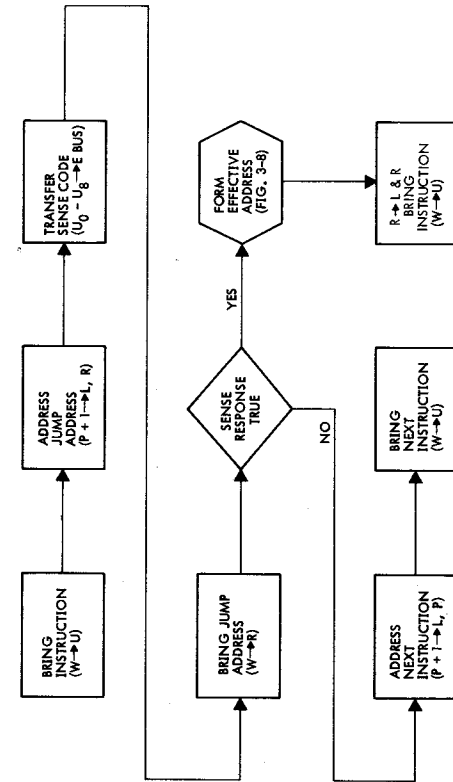 BRING
INSTRUCTION
(W→U)
ADDRESS
JUMP
ADDRESS
(P + 1→L, R)
TRANSFER
SENSE CODE
(U0 - U8→E BUS)
BRING JUMP
ADDRESS
(W→R)
SENSE
RESPONSE
TRUE
YES
FORM
EFFECTIVE
ADDRESS
(FIG. 3-8)
NO
ADDRESS
NEXT
INSTRUCTION
(P + 1→L, P)
BRING
NEXT
INSTRUCTION
(W→U)
R→L & R
BRING
INSTRUCTION
(W→U)